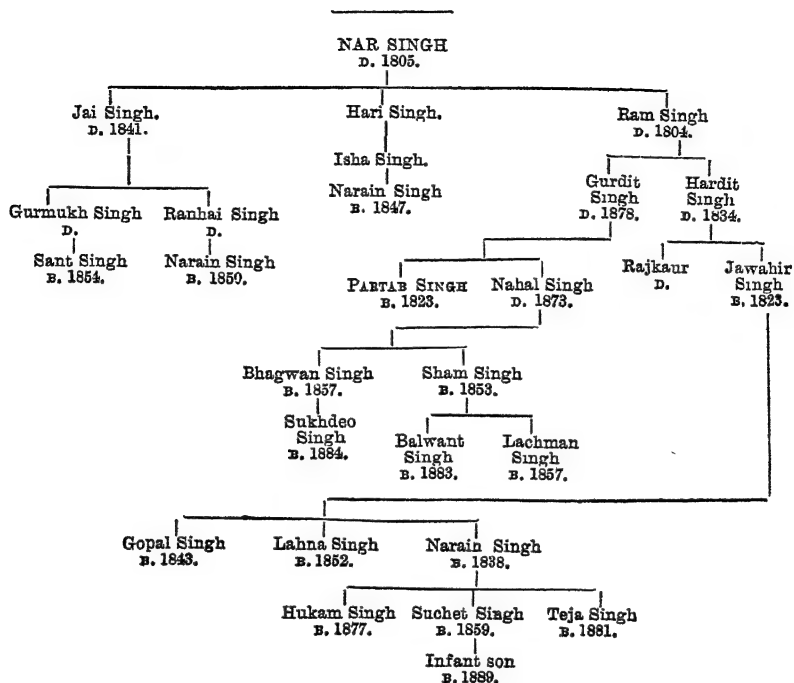 NAR SINGH
D. 1805.
Jai Singh.
D. 1841.
Hari Singh.
Ram Singh
D. 1804.
Isha Singh.
Narain Singh
B. 1847.
Gurdit
Singh
D. 1878.
Hardit
Singh
D. 1834.
Gurmukh Singh
D.
Ranhai Singh
D.
Sant Singh
B. 1854.
Narain Singh
B. 1850.
PARTAB SINGH
B. 1823.
Nahal Singh
D. 1873.
Rajkaur
D.
Jawahir
Singh
B. 1823.
Bhagwan Singh
B. 1857.
Sham Singh
B. 1853.
Sukhdeo
Singh
B. 1884.
Balwant
Singh
B. 1883.
Lachman
Singh
B. 1857.
Gopal Singh
B. 1843.
Lahna Singh
B. 1852.
Narain Singh
B. 1838.
Hukam Singh
B. 1877.
Suchet Singh
B. 1859.
Teja Singh
B. 1881.
Infant son
B. 1889.